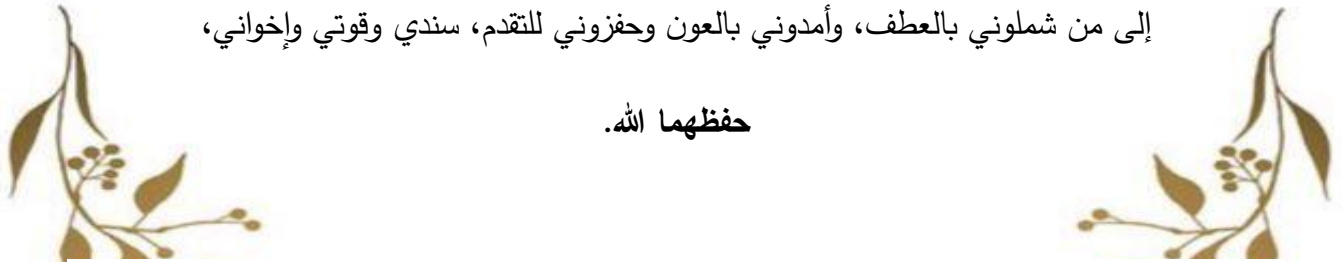 إلى من شملوني بالعطف، وأمدوني بالعون وحفزوني للتقدم، سندي وقوتي وإخواني،
حفظهما الله.